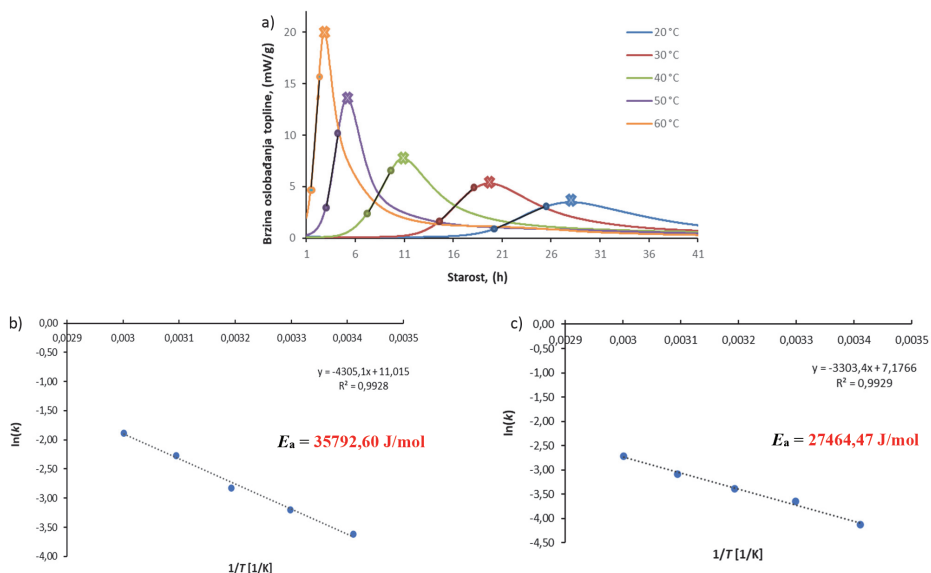 a)
Brzina oslobađanja topline, (mW/g)
20
15
10
5
0
1 6 11 16 21 26 31 36 41
Starost, (h)
20°C
30°C
40°C
50°C
60°C
b)
0,0029 0,003 0,0031 0,0032 0,0033 0,0034 0,0035
0,00
-0,50
-1,00
-1,50
-2,00
-2,50
-3,00
-3,50
-4,00
ln(k)
y = -4305,1x + 11,015
R² = 0,9928
Ea = 35792,60 J/mol
1/T [1/K]
c)
0,0029 0,003 0,0031 0,0032 0,0033 0,0034 0,0035
0,00
-0,50
-1,00
-1,50
-2,00
-2,50
-3,00
-3,50
-4,00
-4,50
-5,00
ln(k)
y = -3303,4x + 7,1766
R² = 0,9929
Ea = 27464,47 J/mol
1/T [1/K]